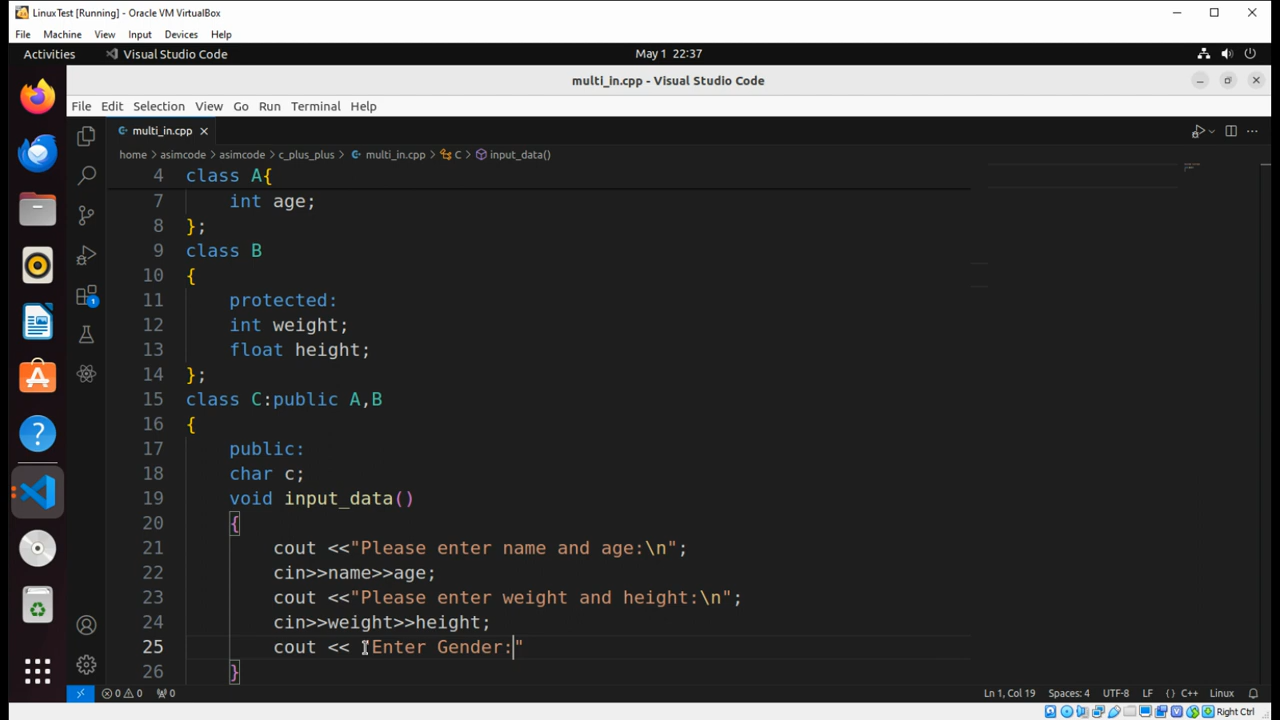 LinuxTest [Running] - Oracle VM VirtualBox
File Machine View Input Devices Help
Activities Visual Studio Code May 1 22:37
multi_in.cpp - Visual Studio Code
File Edit Selection View Go Run Terminal Help
multi_in.cpp
home > asimcode > asimcode > c_plus_plus > multi_in.cpp > C > input_data()
4 class A{
7 int age;
8 };
9 class B
10 {
11 protected:
12 int weight;
13 float height;
14 };
15 class C:public A,B
16 {
17 public:
18 char c;
19 void input_data()
20 {
21 cout <<"Please enter name and age:\n";
22 cin>>name>>age;
23 cout <<"Please enter weight and height:\n";
24 cin>>weight>>height;
25 cout << "Enter Gender:"
26 }
1
0 0 0 Ln 1, Col 19 Spaces: 4 UTF-8 LF {} C++ Linux
Right Ctrl